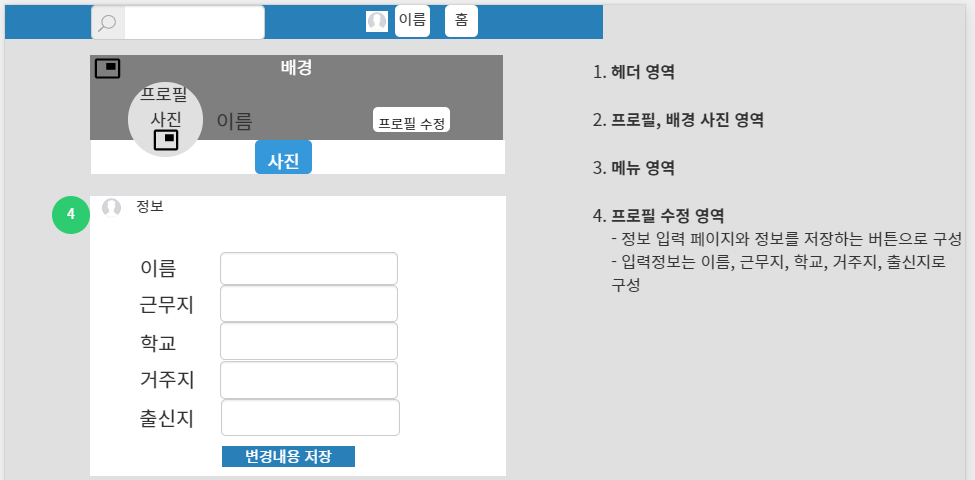 이름 홈
배경
프로필
사진
이름
프로필 수정
사진
4
정보
이름
근무지
학교
거주지
출신지
변경내용 저장
1. 헤더 영역
2. 프로필, 배경 사진 영역
3. 메뉴 영역
4. 프로필 수정 영역
- 정보 입력 페이지와 정보를 저장하는 버튼으로 구성
- 입력정보는 이름, 근무지, 학교, 거주지, 출신지로
구성